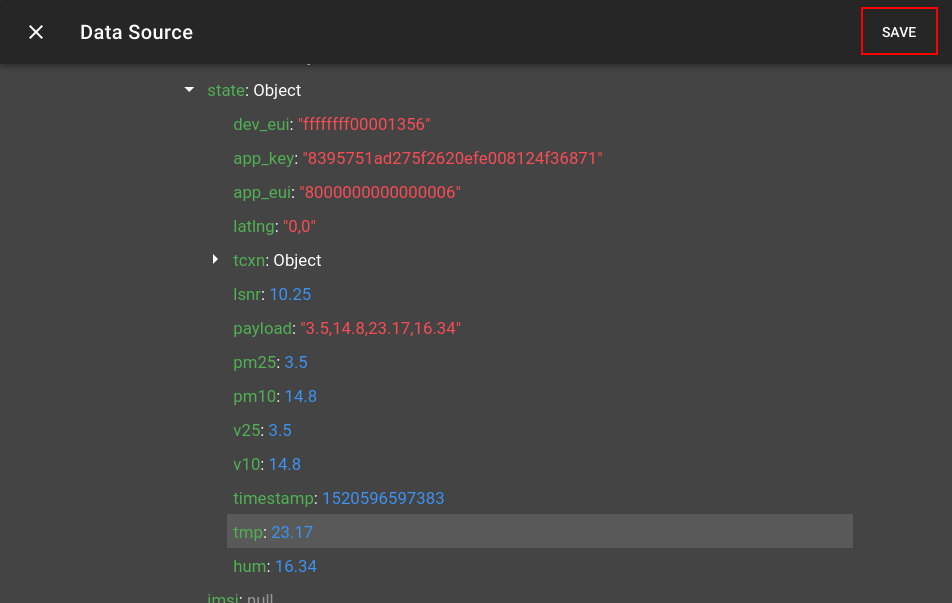 Data Source
SAVE
state: Object
dev_eui: "ffffffff00001356"
app_key: "8395751ad275f2620efe008124f36871"
app_eui: "8000000000000006"
latlng: "0,0"
tcxn: Object
lsnr: 10.25
payload: "3.5,14.8,23.17,16.34"
pm25: 3.5
pm10: 14.8
v25: 3.5
v10: 14.8
timestamp: 1520596597383
tmp: 23.17
hum: 16.34
imsi: null